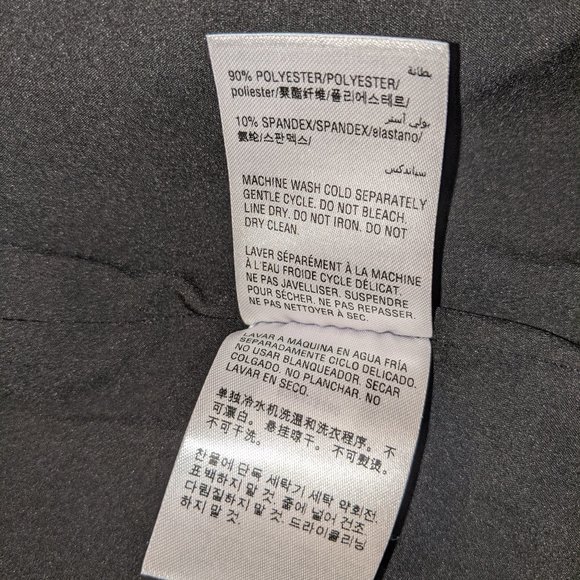 بطانة
90% POLYESTER/POLYESTER/
poliester/聚酯纤维/폴리에스테르/
بولي أستر
10% SPANDEX/SPANDEX/elastano/
氨纶/스판덱스/
سباندكس
MACHINE WASH COLD SEPARATELY
GENTLE CYCLE. DO NOT BLEACH.
LINE DRY. DO NOT IRON. DO NOT
DRY CLEAN.
LAVER SÉPARÉMENT À LA MACHINE
À L'EAU FROIDE CYCLE DÉLICAT.
NE PAS JAVELLISER. SUSPENDRE
POUR SÉCHER. NE PAS REPASSER.
NE PAS NETTOYER À SEC.
LAVAR A MÁQUINA EN AGUA FRÍA
SEPARADAMENTE CICLO DELICADO.
NO USAR BLANQUEADOR. SECAR
COLGADO. NO PLANCHAR. NO
LAVAR EN SECO.
单独冷水机洗温和洗衣程序。不
可漂白。悬挂晾干。不可熨烫。
不可干洗。
찬물에 단독 세탁기 세탁 약회전.
표백하지 말 것. 줄에 널어 건조
다림질하지 말 것. 드라이클리닝
하지 말 것.